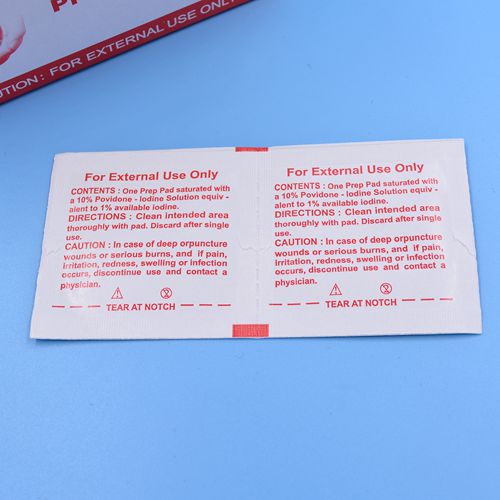 UTION: FOR EXTERNAL USE ONLY
For External Use Only
CONTENTS : One Prep Pad saturated with
a 10% Povidone - Iodine Solution equiv -
alent to 1% available iodine.
DIRECTIONS : Clean intended area
thoroughly with pad. Discard after single
use.
CAUTION : In case of deep orpuncture
wounds or serious burns, and if pain,
irritation, redness, swelling or infection
occurs, discontinue use and contact a
physician.
TEAR AT NOTCH
For External Use Only
CONTENTS : One Prep Pad saturated with
a 10% Povidone - Iodine Solution equiv -
alent to 1% available iodine.
DIRECTIONS : Clean intended area
thoroughly with pad. Discard after single
use.
CAUTION : In case of deep orpuncture
wounds or serious burns, and if pain,
irritation, redness, swelling or infection
occurs, discontinue use and contact a
physician.
TEAR AT NOTCH